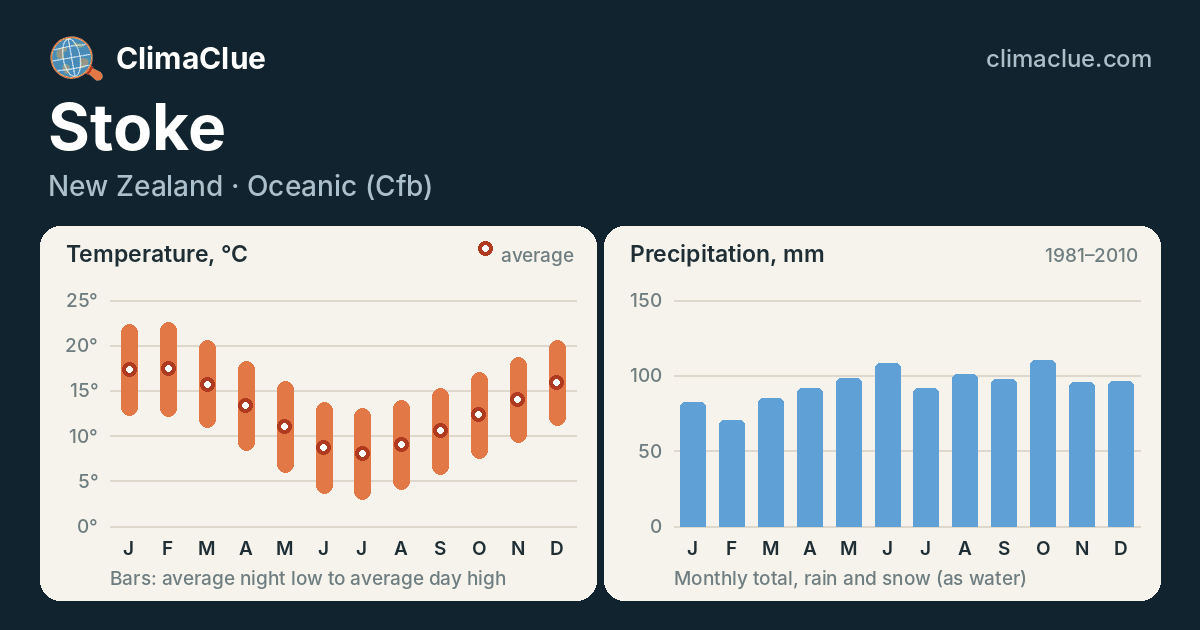 ClimaClue
climaclue.com
Stoke
New Zealand · Oceanic (Cfb)
Temperature, °C
average
25°
20°
15°
10°
5°
0°
J F M A M J J A S O N D
Bars: average night low to average day high
Precipitation, mm
1981–2010
150
100
50
0
J F M A M J J A S O N D
Monthly total, rain and snow (as water)